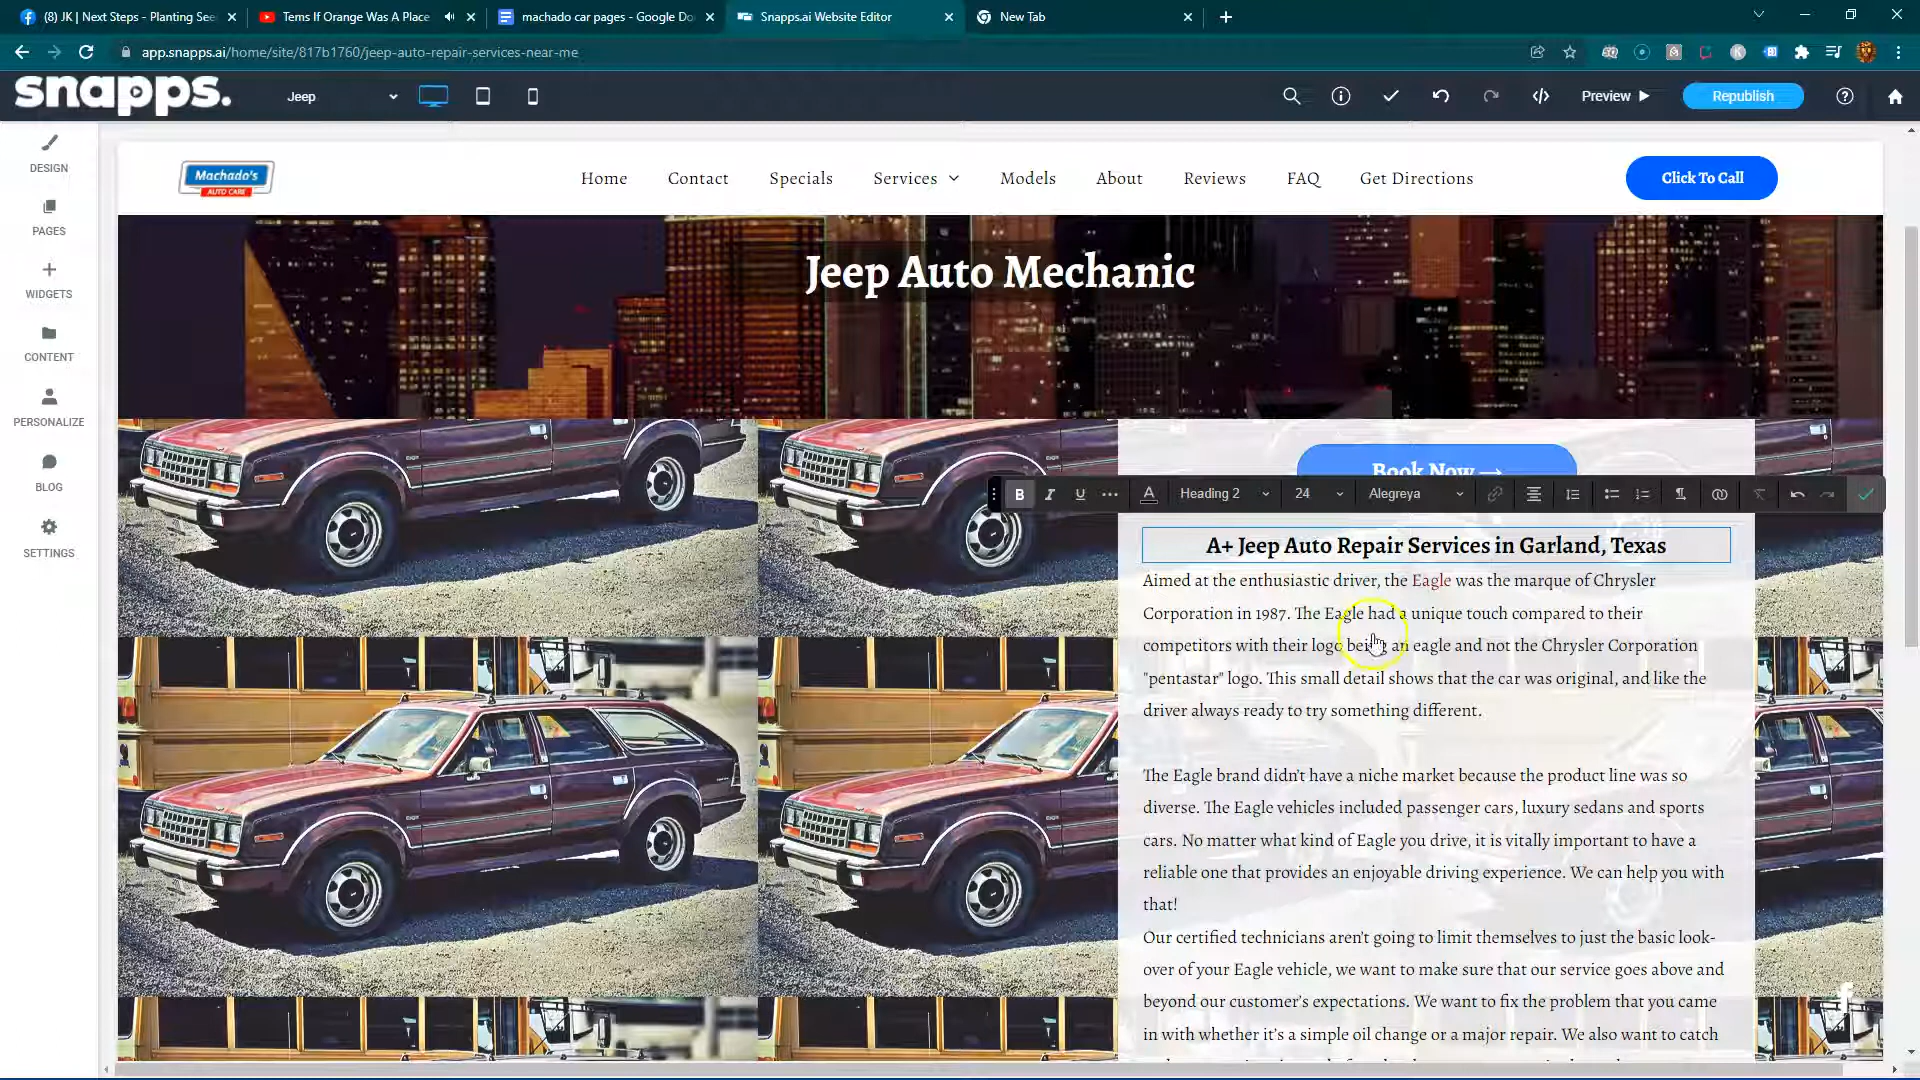 (8) JK | Next Steps - Planting See
Tems If Orange Was A Place
machado car pages - Google Do
Snapps.ai Website Editor
New Tab
app.snapps.ai/home/site/817b1760/jeep-auto-repair-services-near-me
snapps.
Jeep
Preview
Republish
DESIGN
PAGES
WIDGETS
CONTENT
PERSONALIZE
BLOG
SETTINGS
Machado's
AUTO CARE
Home
Contact
Specials
Services
Models
About
Reviews
FAQ
Get Directions
Click To Call
Jeep Auto Mechanic
Book Now →
B I U ... A Heading 2 24 Alegreya
A+ Jeep Auto Repair Services in Garland, Texas
Aimed at the enthusiastic driver, the Eagle was the marque of Chrysler
Corporation in 1987. The Eagle had a unique touch compared to their
competitors with their logo being an eagle and not the Chrysler Corporation
"pentastar" logo. This small detail shows that the car was original, and like the
driver always ready to try something different.
The Eagle brand didn't have a niche market because the product line was so
diverse. The Eagle vehicles included passenger cars, luxury sedans and sports
cars. No matter what kind of Eagle you drive, it is vitally important to have a
reliable one that provides an enjoyable driving experience. We can help you with
that!
Our certified technicians aren't going to limit themselves to just the basic look-
over of your Eagle vehicle, we want to make sure that our service goes above and
beyond our customer's expectations. We want to fix the problem that you came
in with whether it's a simple oil change or a major repair. We also want to catch